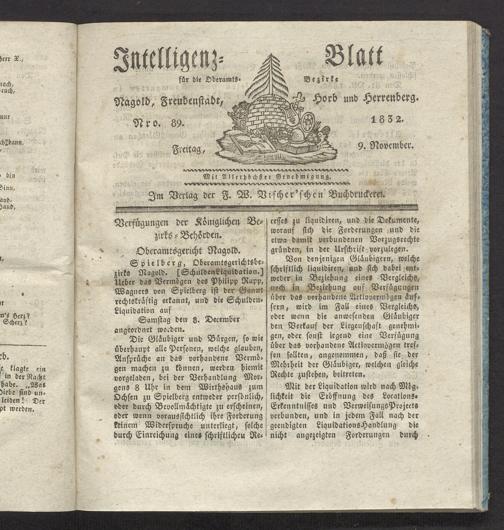 Intelligenz- Blatt
für die Oberamts- Bezirke
Nagold, Freudenstadt, Horb und Herrenberg.
Nro. 89. 1832.
Freitag, 9. November.
Mit Allerhöchster Genehmigung.
Im Verlag der F. W. Vischer'schen Buchdruckerei.
Verfügungen der Königlichen Be-
zirks-Behörden.
Oberamtsgericht Nagold.
Spielberg, Oberamtsgerichtsbe-
zirks Nagold. [Schulden Liquidation.]
Ueber das Vermögen des Philipp Rapp,
Wagners von Spielberg ist der Gannt
rechtskräftig erkannt, und die Schulden-
Liquidation auf
Samstag den 8. December
angeordnet worden.
Die Gläubiger und Bürgen, so wie
überhaupt alle Personen, welche glauben,
Ansprüche an das vorhandene Vermö-
gen machen zu können, werden hiemit
vorgeladen, bei der Verhandlung Mor-
gens 8 Uhr in dem Wirthshaus zum
Ochsen zu Spielberg entweder persönlich,
oder durch Bevollmächtigte zu erscheinen,
oder wenn voraussichtlich ihre Forderung
keinem Widerspruche unterliegt, solche
durch Einreichung eines schriftlichen Re-
cesses zu liquidiren, und die Dokumente,
worauf sich die Forderungen und die
etwa damit verbundenen Vorzugsrechte
gründen, in der Urschrift vorzulegen.
Von denjenigen Gläubigern, welche
schriftlich liquidiren, und sich dabei ent-
weder in Beziehung eines Vergleichs,
noch in Beziehung auf Verfügungen
über das vorhandene Aktivvermögen äus-
sern, wird im Fall eines Vergleichs,
oder wenn die anwesenden Gläubiger
den Verkauf der Liegenschaft genehmi-
gen, oder sonst irgend eine Verfügung
über das vorhandene Aktivvermögen tref-
fen sollten, angenommen, daß sie der
Mehrheit der Gläubiger, welchen gleiche
Rechte zustehen, beitreten.
Mit der Liquidation wird nach Mög-
lichkeit die Eröffnung des Locations-
Erkenntnisses und Verweisungs-Projects
verbunden, und in jedem Fall nach der
geendigten Liquidations-Handlung die
nicht angezeigten Forderungen durch